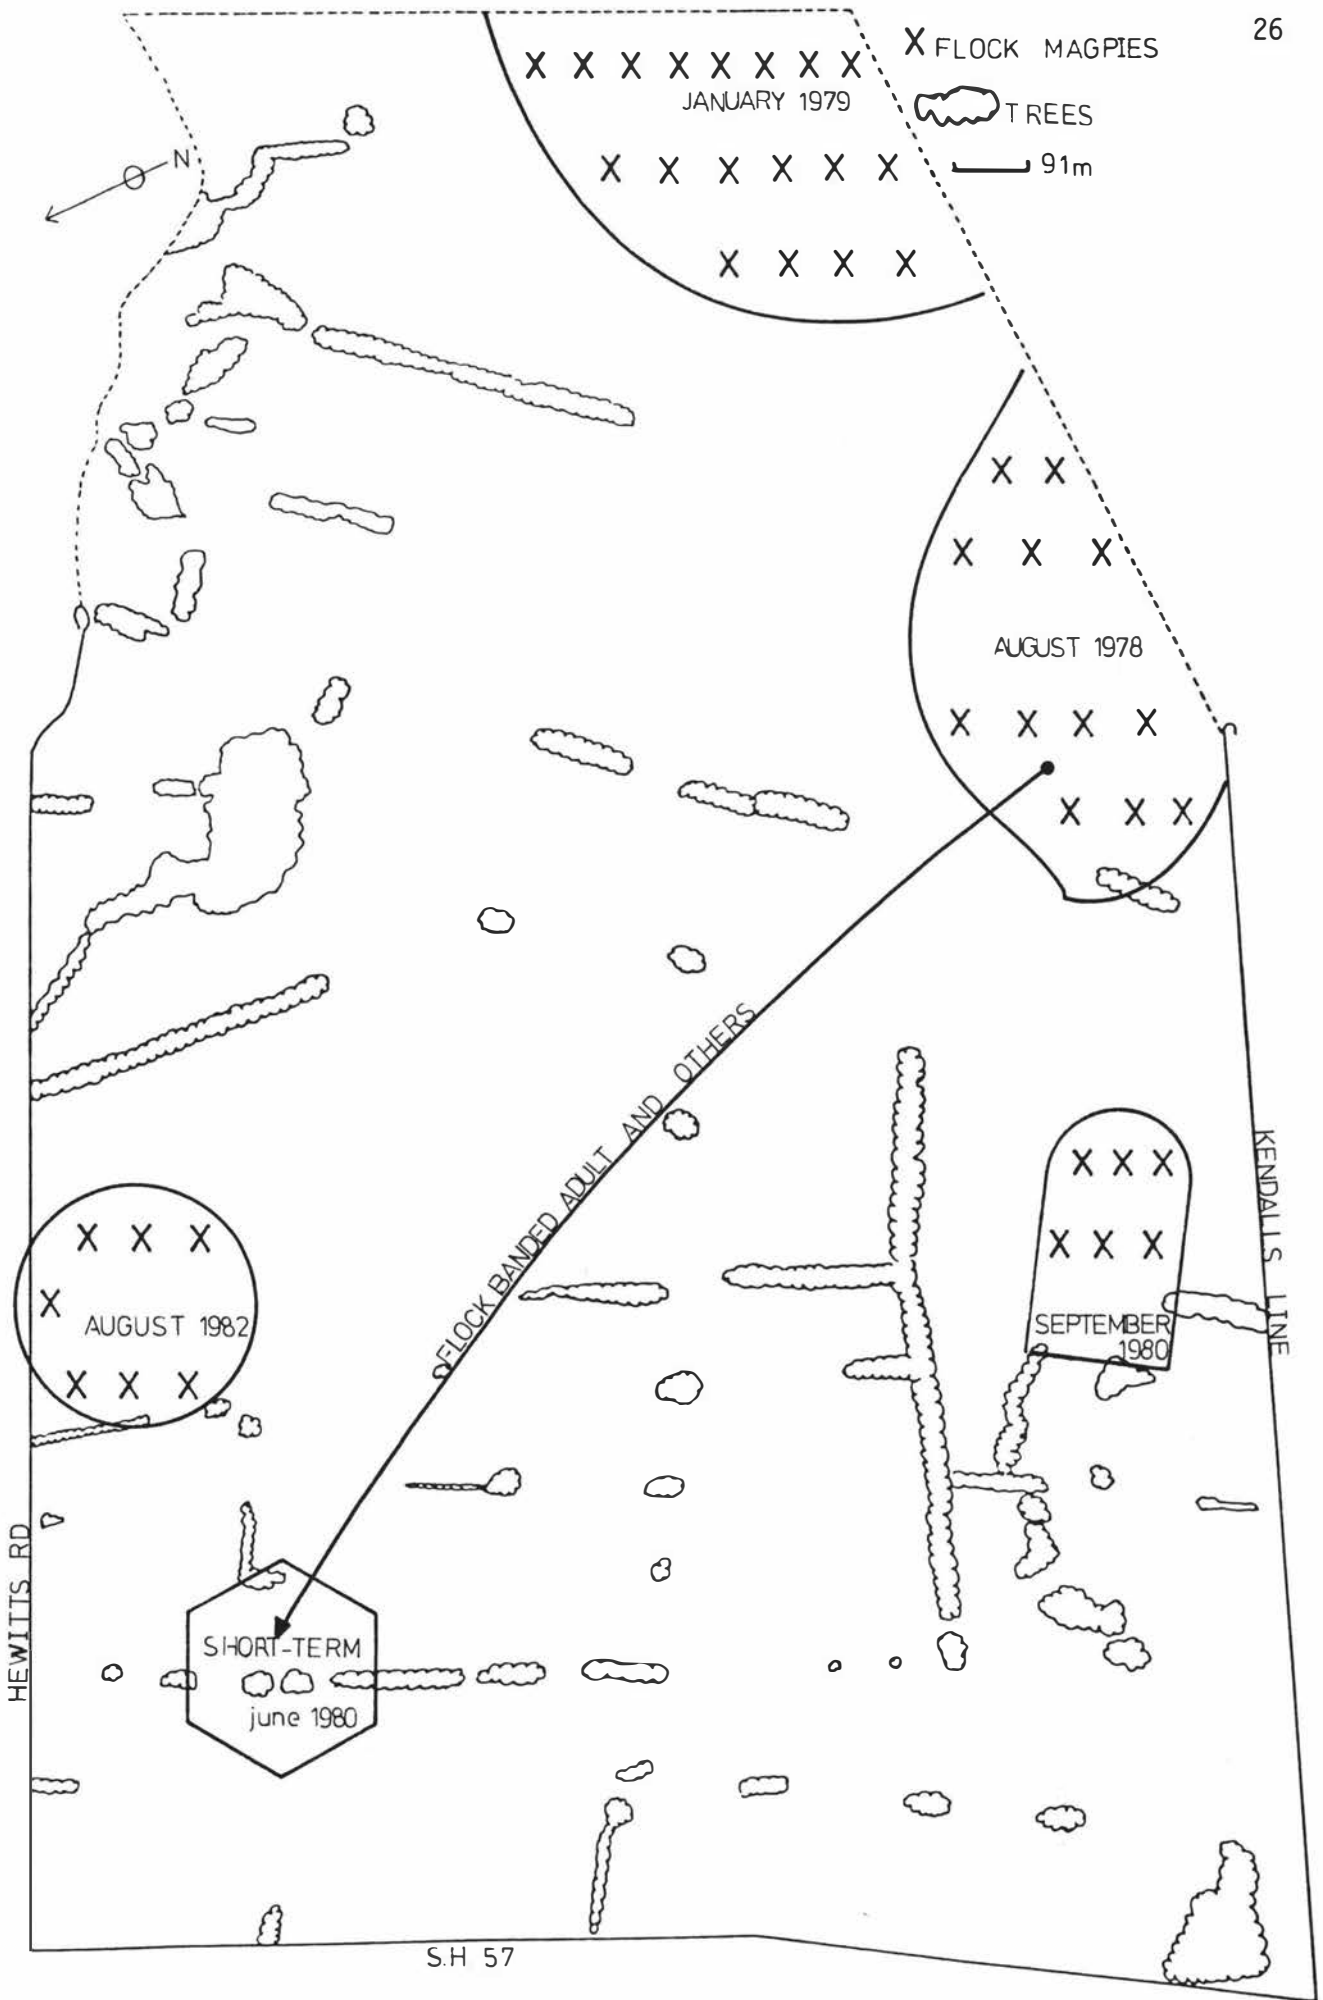 26
X FLOCK MAGPIES
TREES
91m
N
X X X X X X X X
JANUARY 1979
X X X X X X
X X X X
X X
X X X
AUGUST 1978
X X X X
X X X
FLOCK BANDED ADULT AND OTHERS
KENDALLS LINE
X X X
X X X
SEPTEMBER
1980
X X X
X
AUGUST 1982
X X X
HEWITTS RD
SHORT-TERM
june 1980
S.H 57